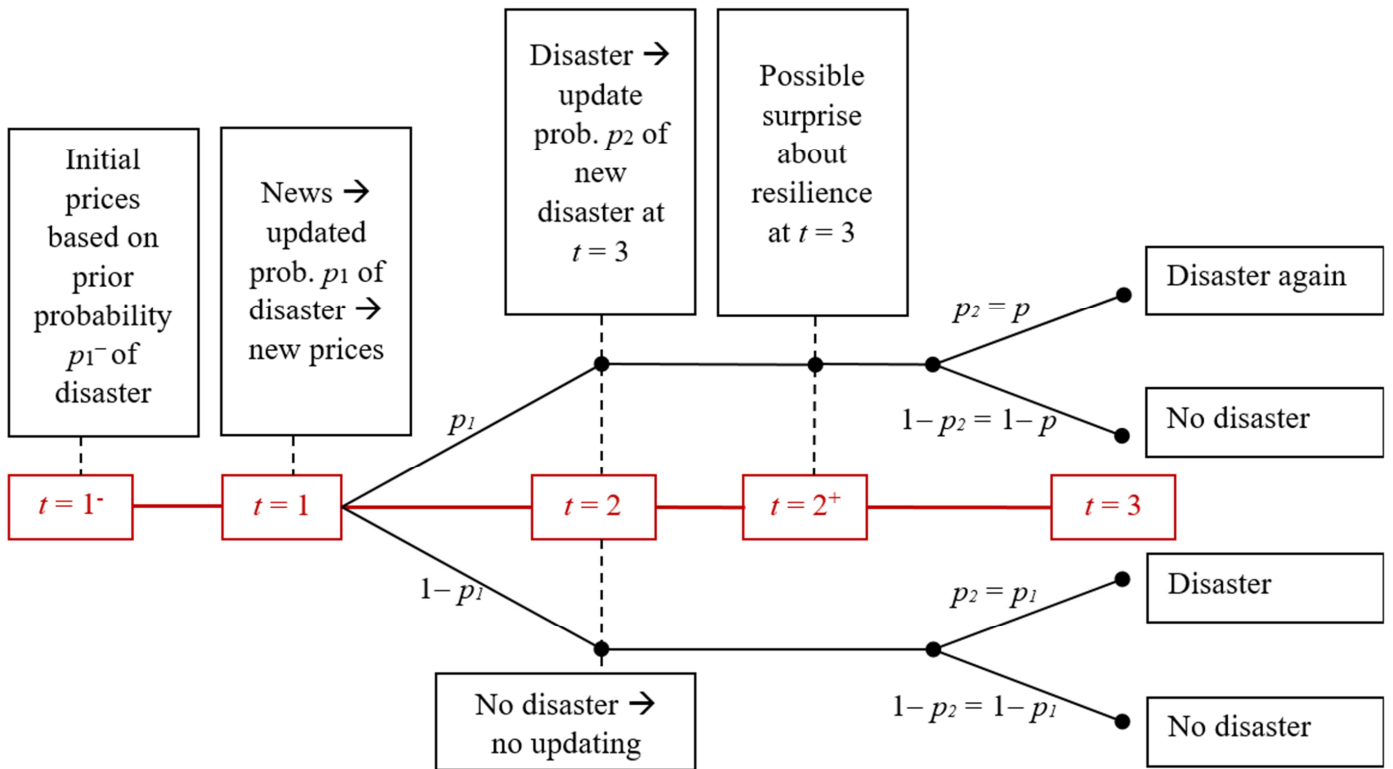 Initial
prices
based on
prior
probability
p₁⁻ of
disaster
News →
updated
prob. p₁ of
disaster →
new prices
Disaster →
update
prob. p₂ of
new
disaster at
t = 3
Possible
surprise
about
resilience
at t = 3
Disaster again
p₂ = p
No disaster
1– p₂ = 1– p
p₁
t = 1⁻
t = 1
t = 2
t = 2⁺
t = 3
1– p₁
Disaster
p₂ = p₁
No disaster →
no updating
1– p₂ = 1– p₁
No disaster